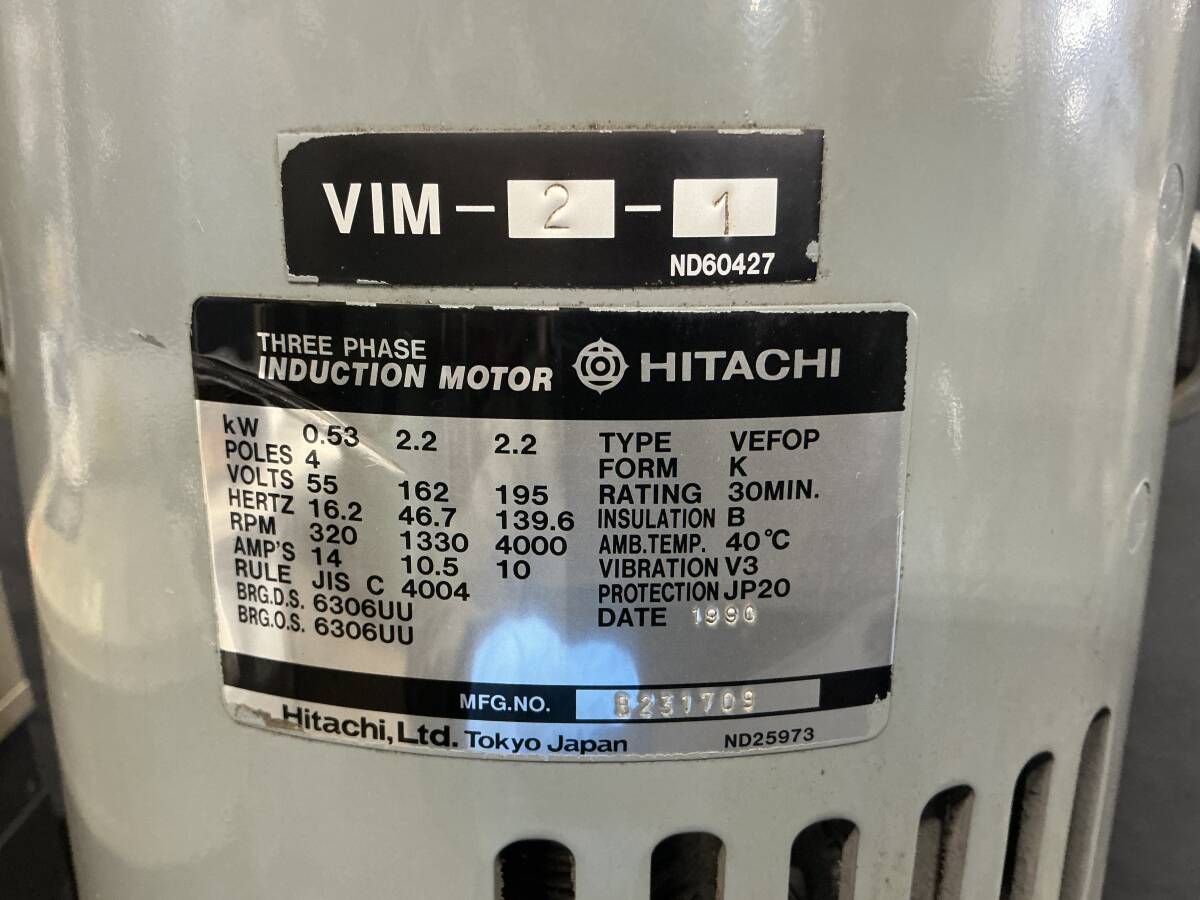 VIM-2-1
ND60427
THREE PHASE
INDUCTION MOTOR HITACHI
kW 0.53 2.2 2.2 TYPE VEFOP
POLES 4 FORM K
VOLTS 55 162 195 RATING 30MIN.
HERTZ 16.2 46.7 139.6 INSULATION B
RPM 320 1330 4000 AMB.TEMP. 40°C
AMP'S 14 10.5 10 VIBRATION V3
RULE JIS C 4004 PROTECTION JP20
BRG.D.S. 6306UU DATE 1990
BRG.O.S. 6306UU
MFG.NO. B231709
Hitachi,Ltd. Tokyo Japan ND25973